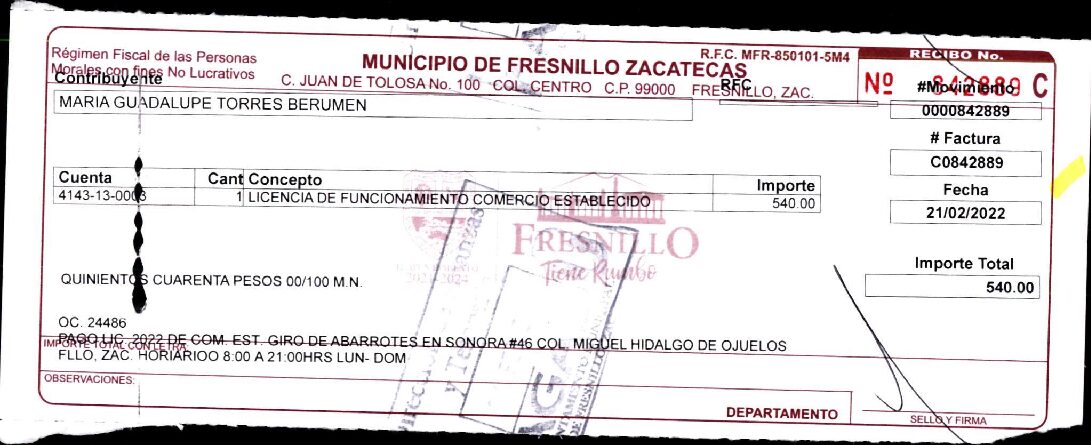 Régimen Fiscal de las Personas
Morales con fines No Lucrativos
MUNICIPIO DE FRESNILLO ZACATECAS
C. JUAN DE TOLOSA No. 100 COL. CENTRO C.P. 99000 FRESNILLO, ZAC.
R.F.C. MFR-850101-5M4
RECIBO No.
Nº 842889 C
Contribuyente
RFC
MARIA GUADALUPE TORRES BERUMEN
#Movimiento
0000842889
# Factura
C0842889
Fecha
21/02/2022
Cuenta Cant Concepto Importe
4143-13-0003 1 LICENCIA DE FUNCIONAMIENTO COMERCIO ESTABLECIDO 540.00
FRESNILLO
Tiene Rumbo
2024
QUINIENTOS CUARENTA PESOS 00/100 M.N.
Importe Total
540.00
OC. 24486
PAGO LIC. 2022 DE COM. EST. GIRO DE ABARROTES EN SONORA #46 COL. MIGUEL HIDALGO DE OJUELOS
IMPORTE TOTAL CON LETRA
FLLO, ZAC. HORIARIOO 8:00 A 21:00HRS LUN- DOM
OBSERVACIONES:
DEPARTAMENTO
SELLO Y FIRMA